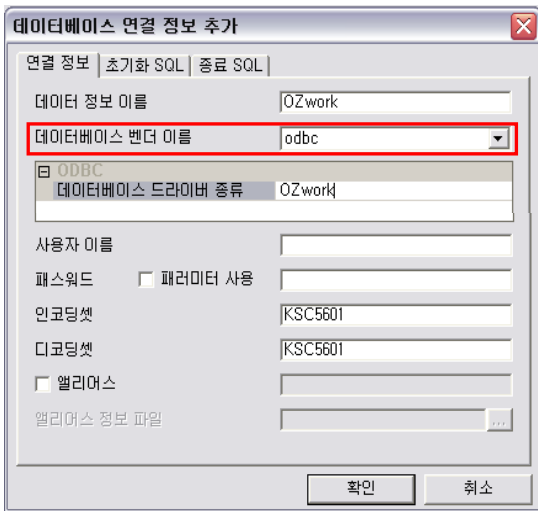 데이터베이스 연결 정보 추가
연결 정보 초기화 SQL 종료 SQL
데이터 정보 이름 OZwork
데이터베이스 벤더 이름 odbc
ODBC
데이터베이스 드라이버 종류 OZwork
사용자 이름
패스워드 패러미터 사용
인코딩셋 KSC5601
디코딩셋 KSC5601
앨리어스
앨리어스 정보 파일 ...
확인 취소